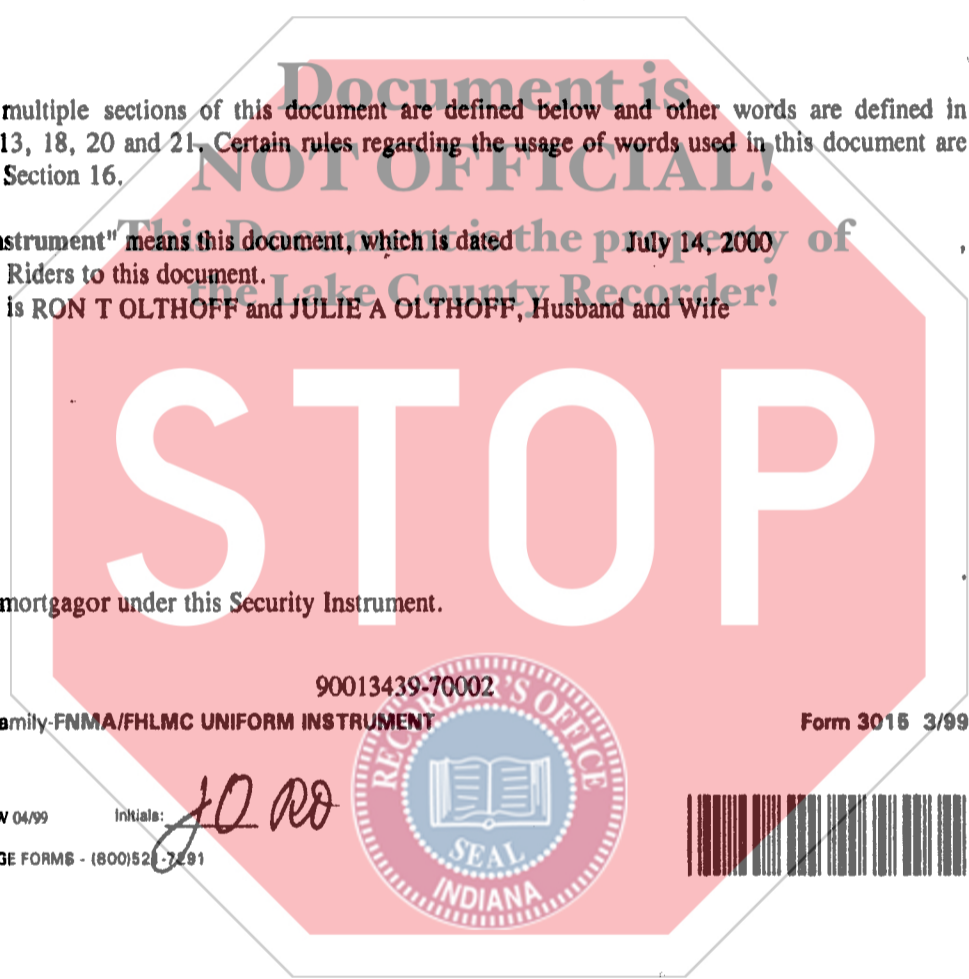 Document is
multiple sections of this document are defined below and other words are defined in
13, 18, 20 and 21. Certain rules regarding the usage of words used in this document are
NOT OFFICIAL!
Section 16.
This Document is the property of
strument" means this document, which is dated July 14, 2000 ,
Riders to this document.
the Lake County Recorder!
is RON T OLTHOFF and JULIE A OLTHOFF, Husband and Wife
STOP
mortgagor under this Security Instrument.
90013439-70002
amily-FNMA/FHLMC UNIFORM INSTRUMENT Form 3015 3/99
RECORDER'S OFFICE
04/99 Initials: JO RO
GE FORMS - (800)521-7291
SEAL
INDIANA